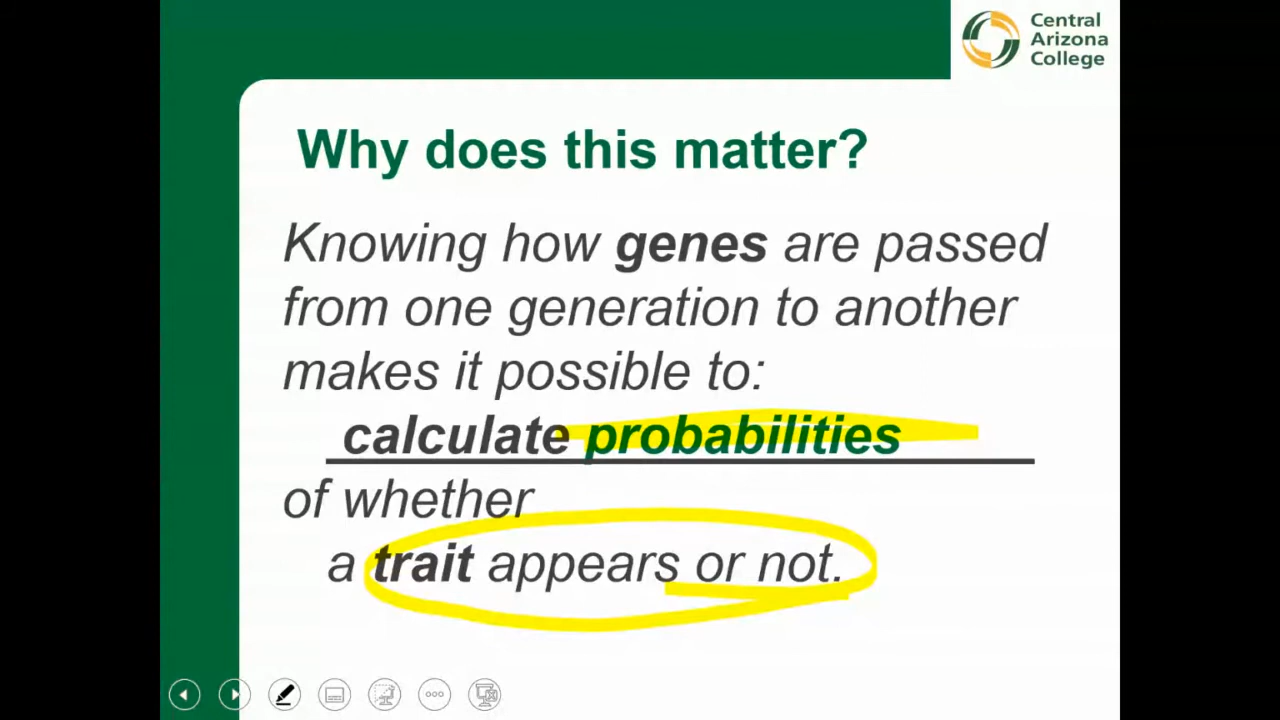 Central
Arizona
College
Why does this matter?
Knowing how genes are passed
from one generation to another
makes it possible to:
calculate probabilities
of whether
a trait appears or not.